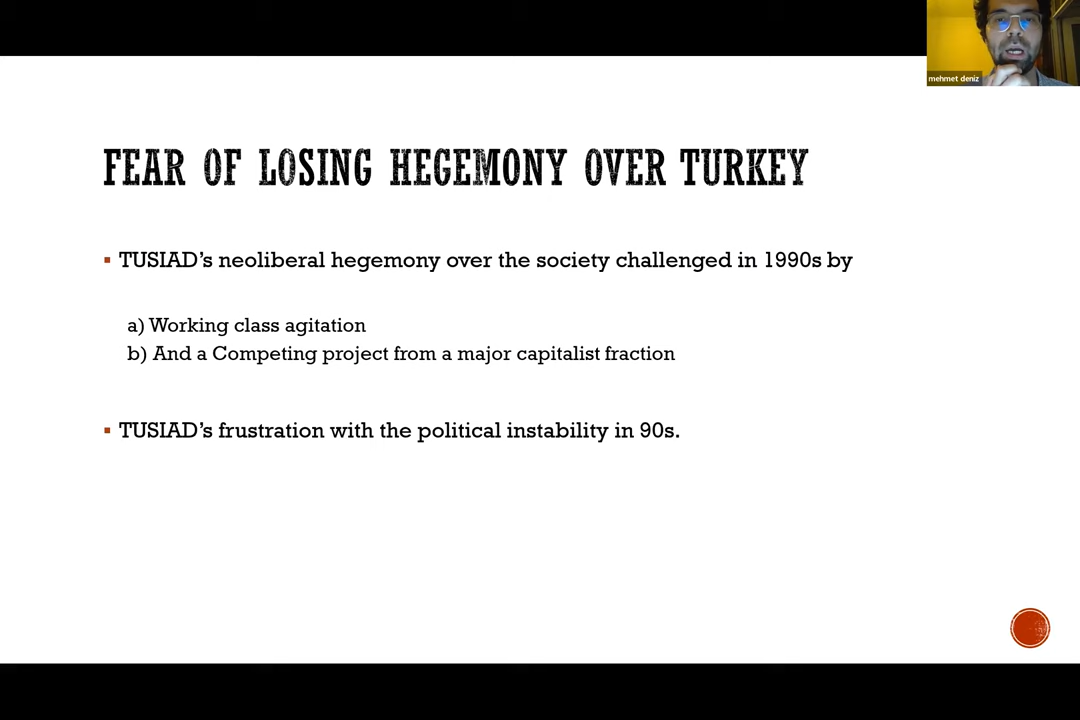 mehmet deniz
FEAR OF LOSING HEGEMONY OVER TURKEY
▪ TUSIAD’s neoliberal hegemony over the society challenged in 1990s by
a) Working class agitation
b) And a Competing project from a major capitalist fraction
▪ TUSIAD’s frustration with the political instability in 90s.